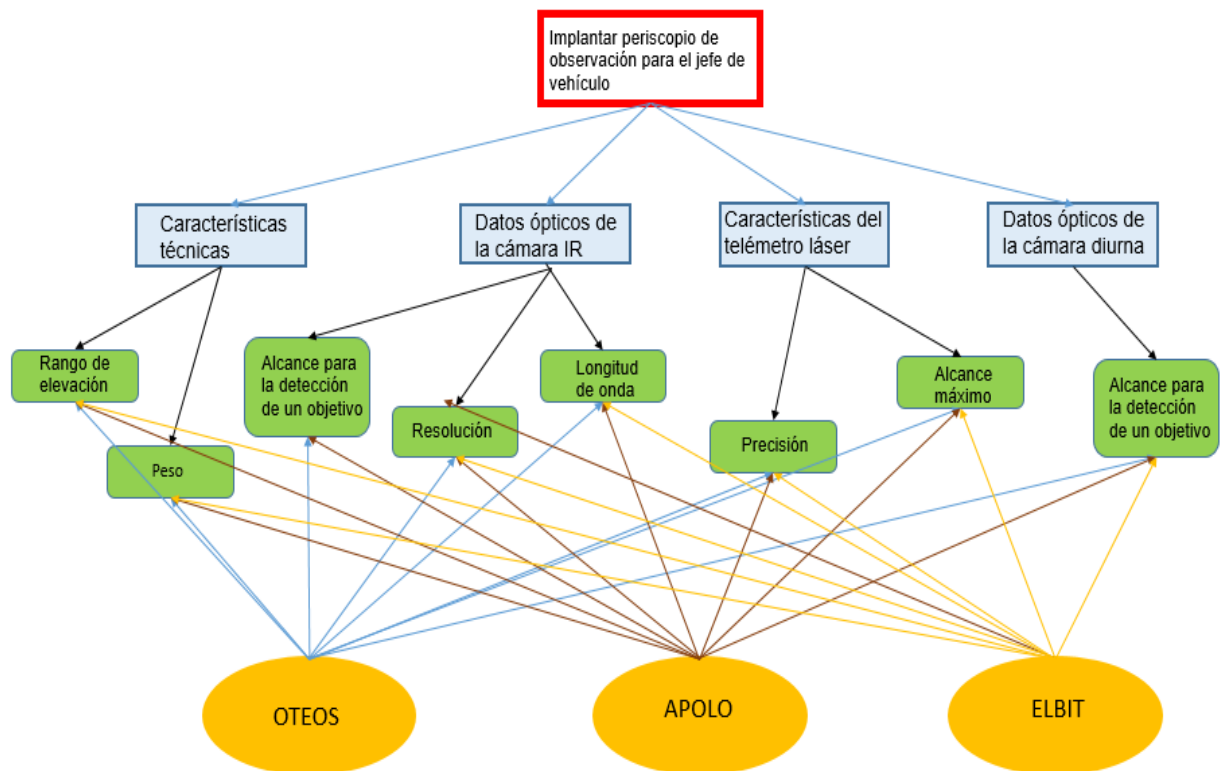 Implantar periscopio de
observación para el jefe de
vehículo
Características
técnicas
Datos ópticos de
la cámara IR
Características del
telémetro láser
Datos ópticos de
la cámara diurna
Rango de
elevación
Peso
Alcance para
la detección
de un objetivo
Resolución
Longitud
de onda
Precisión
Alcance
máximo
Alcance para
la detección
de un objetivo
OTEOS
APOLO
ELBIT